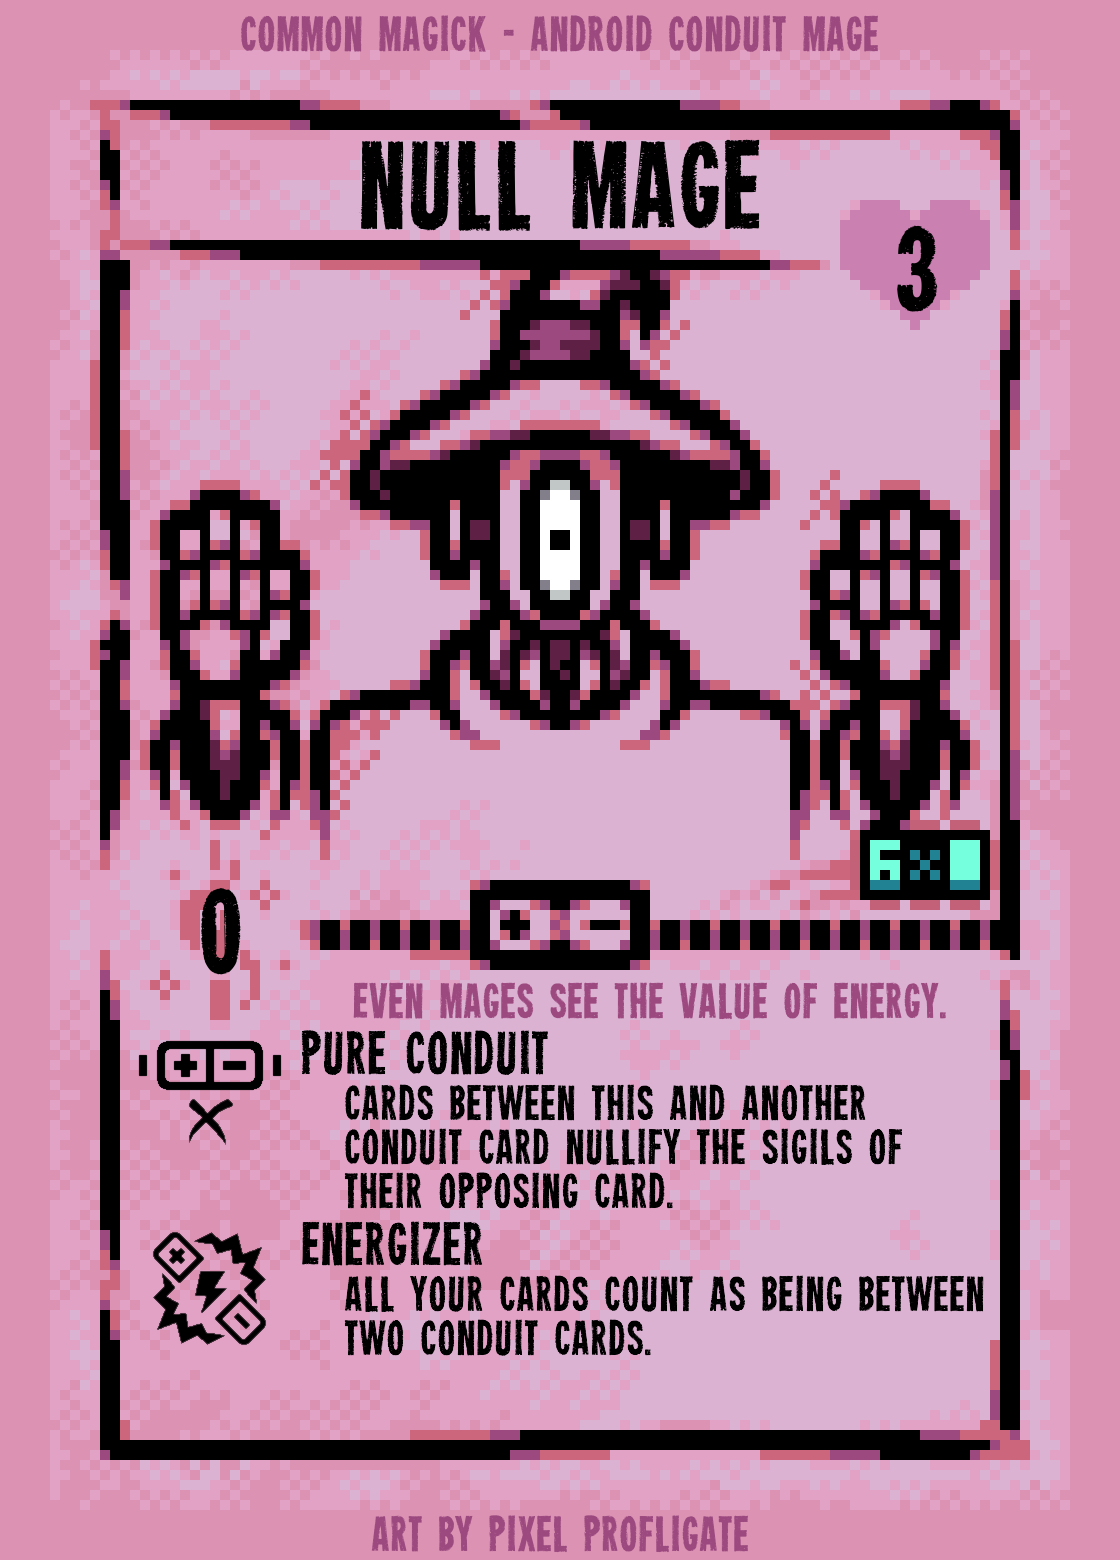 COMMON MAGICK - ANDROID CONDUIT MAGE
NULL MAGE
3
6×
0
EVEN MAGES SEE THE VALUE OF ENERGY.
PURE CONDUIT
CARDS BETWEEN THIS AND ANOTHER
CONDUIT CARD NULLIFY THE SIGILS OF
THEIR OPPOSING CARD.
ENERGIZER
ALL YOUR CARDS COUNT AS BEING BETWEEN
TWO CONDUIT CARDS.
ART BY PIXEL PROFLIGATE